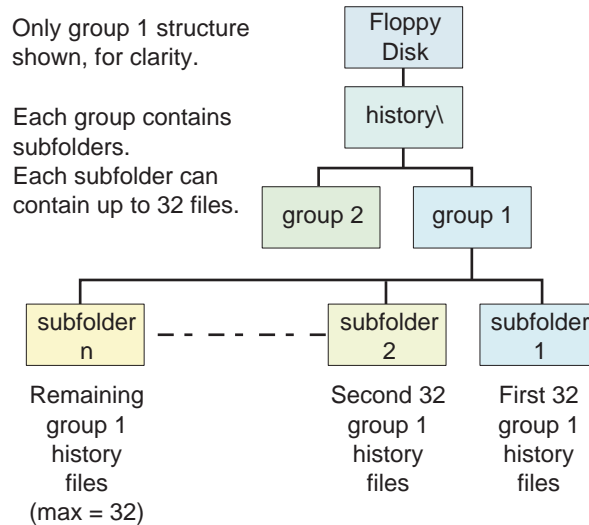 Only group 1 structure
shown, for clarity.
Each group contains
subfolders.
Each subfolder can
contain up to 32 files.
Floppy
Disk
history\
group 2
group 1
subfolder
n
subfolder
2
subfolder
1
Remaining
group 1
history
files
(max = 32)
Second 32
group 1
history
files
First 32
group 1
history
files